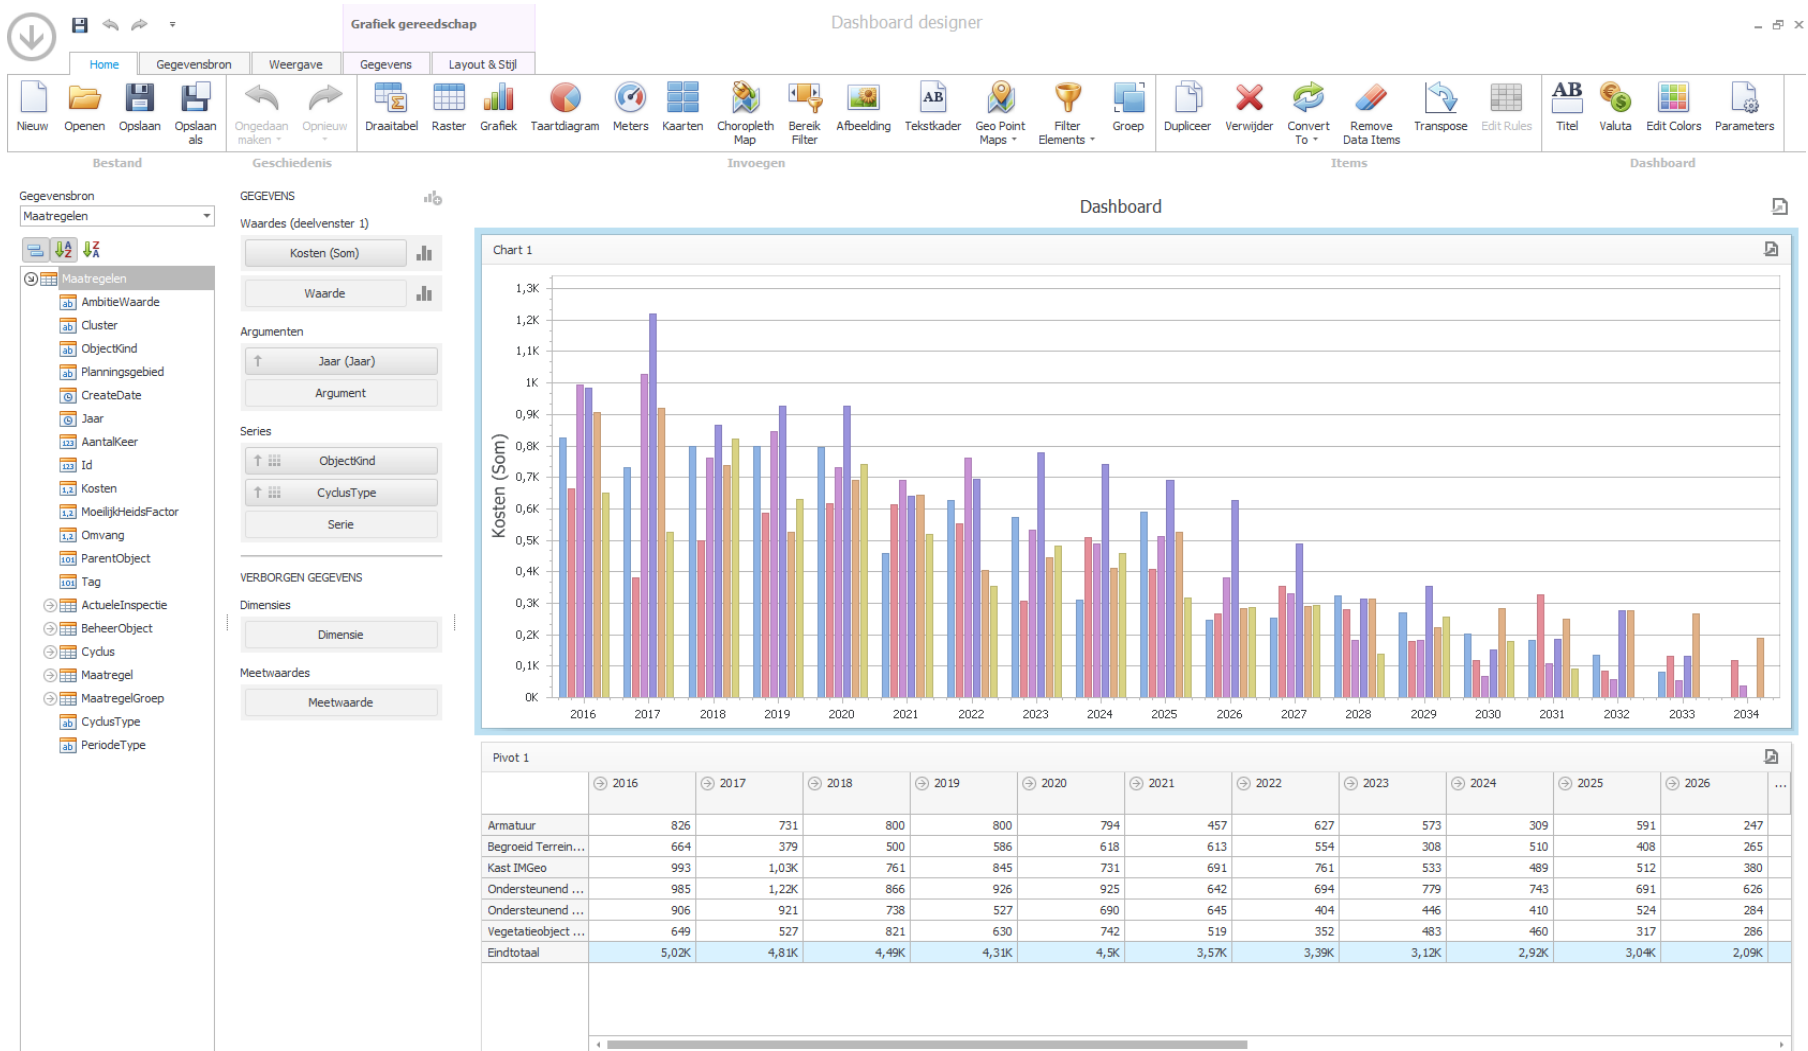 Grafiek gereedschap
Dashboard designer
Home
Gegevensbron
Weergave
Gegevens
Layout & Stijl
Nieuw
Openen
Opslaan
Opslaan als
Ongedaan maken
Opnieuw
Draaitabel
Raster
Grafiek
Taartdiagram
Meters
Kaarten
Choropleth Map
Bereik Filter
Afbeelding
AB
Tekstkader
Geo Point Maps
Filter Elements
Groep
Dupliceer
Verwijder
Convert To
Remove Data Items
Transpose
Edit Rules
AB
Titel
Valuta
Edit Colors
Parameters
Bestand
Geschiedenis
Invoegen
Items
Dashboard
Gegevensbron
Maatregelen
Maatregelen
AmbitieWaarde
Cluster
ObjectKind
Planningsgebied
CreateDate
Jaar
AantalKeer
Id
Kosten
MoeilijkHeidsFactor
Omvang
ParentObject
Tag
ActueleInspectie
BeheerObject
Cyclus
Maatregel
MaatregelGroep
CyclusType
PeriodeType
GEGEVENS
Waardes (deelvenster 1)
Kosten (Som)
Waarde
Argumenten
Jaar (Jaar)
Argument
Series
ObjectKind
CyclusType
Serie
VERBORGEN GEGEVENS
Dimensies
Dimensie
Meetwaardes
Meetwaarde
Dashboard
Chart 1
Kosten (Som)
1,3K
1,2K
1,1K
1K
0,9K
0,8K
0,7K
0,6K
0,5K
0,4K
0,3K
0,2K
0,1K
0K
2016 2017 2018 2019 2020 2021 2022 2023 2024 2025 2026 2027 2028 2029 2030 2031 2032 2033 2034
Pivot 1
2016 2017 2018 2019 2020 2021 2022 2023 2024 2025 2026 ...
Armatuur 826 731 800 800 794 457 627 573 309 591 247
Begroeid Terrein... 664 379 500 586 618 613 554 308 510 408 265
Kast IMGeo 993 1,03K 761 845 731 691 761 533 489 512 380
Ondersteunend ... 985 1,22K 866 926 925 642 694 779 743 691 626
Ondersteunend ... 906 921 738 527 690 645 404 446 410 524 284
Vegetatieobject ... 649 527 821 630 742 519 352 483 460 317 286
Eindtotaal 5,02K 4,81K 4,49K 4,31K 4,5K 3,57K 3,39K 3,12K 2,92K 3,04K 2,09K